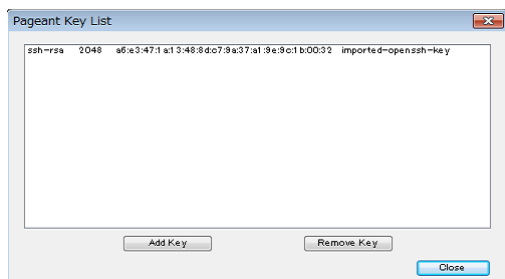 Pageant Key List
ssh-rsa 2048 a6:e3:47:1a:13:48:8d:c7:9a:37:a1:9e:9c:1b:00:32 imported-openssh-key
Add Key Remove Key
Close